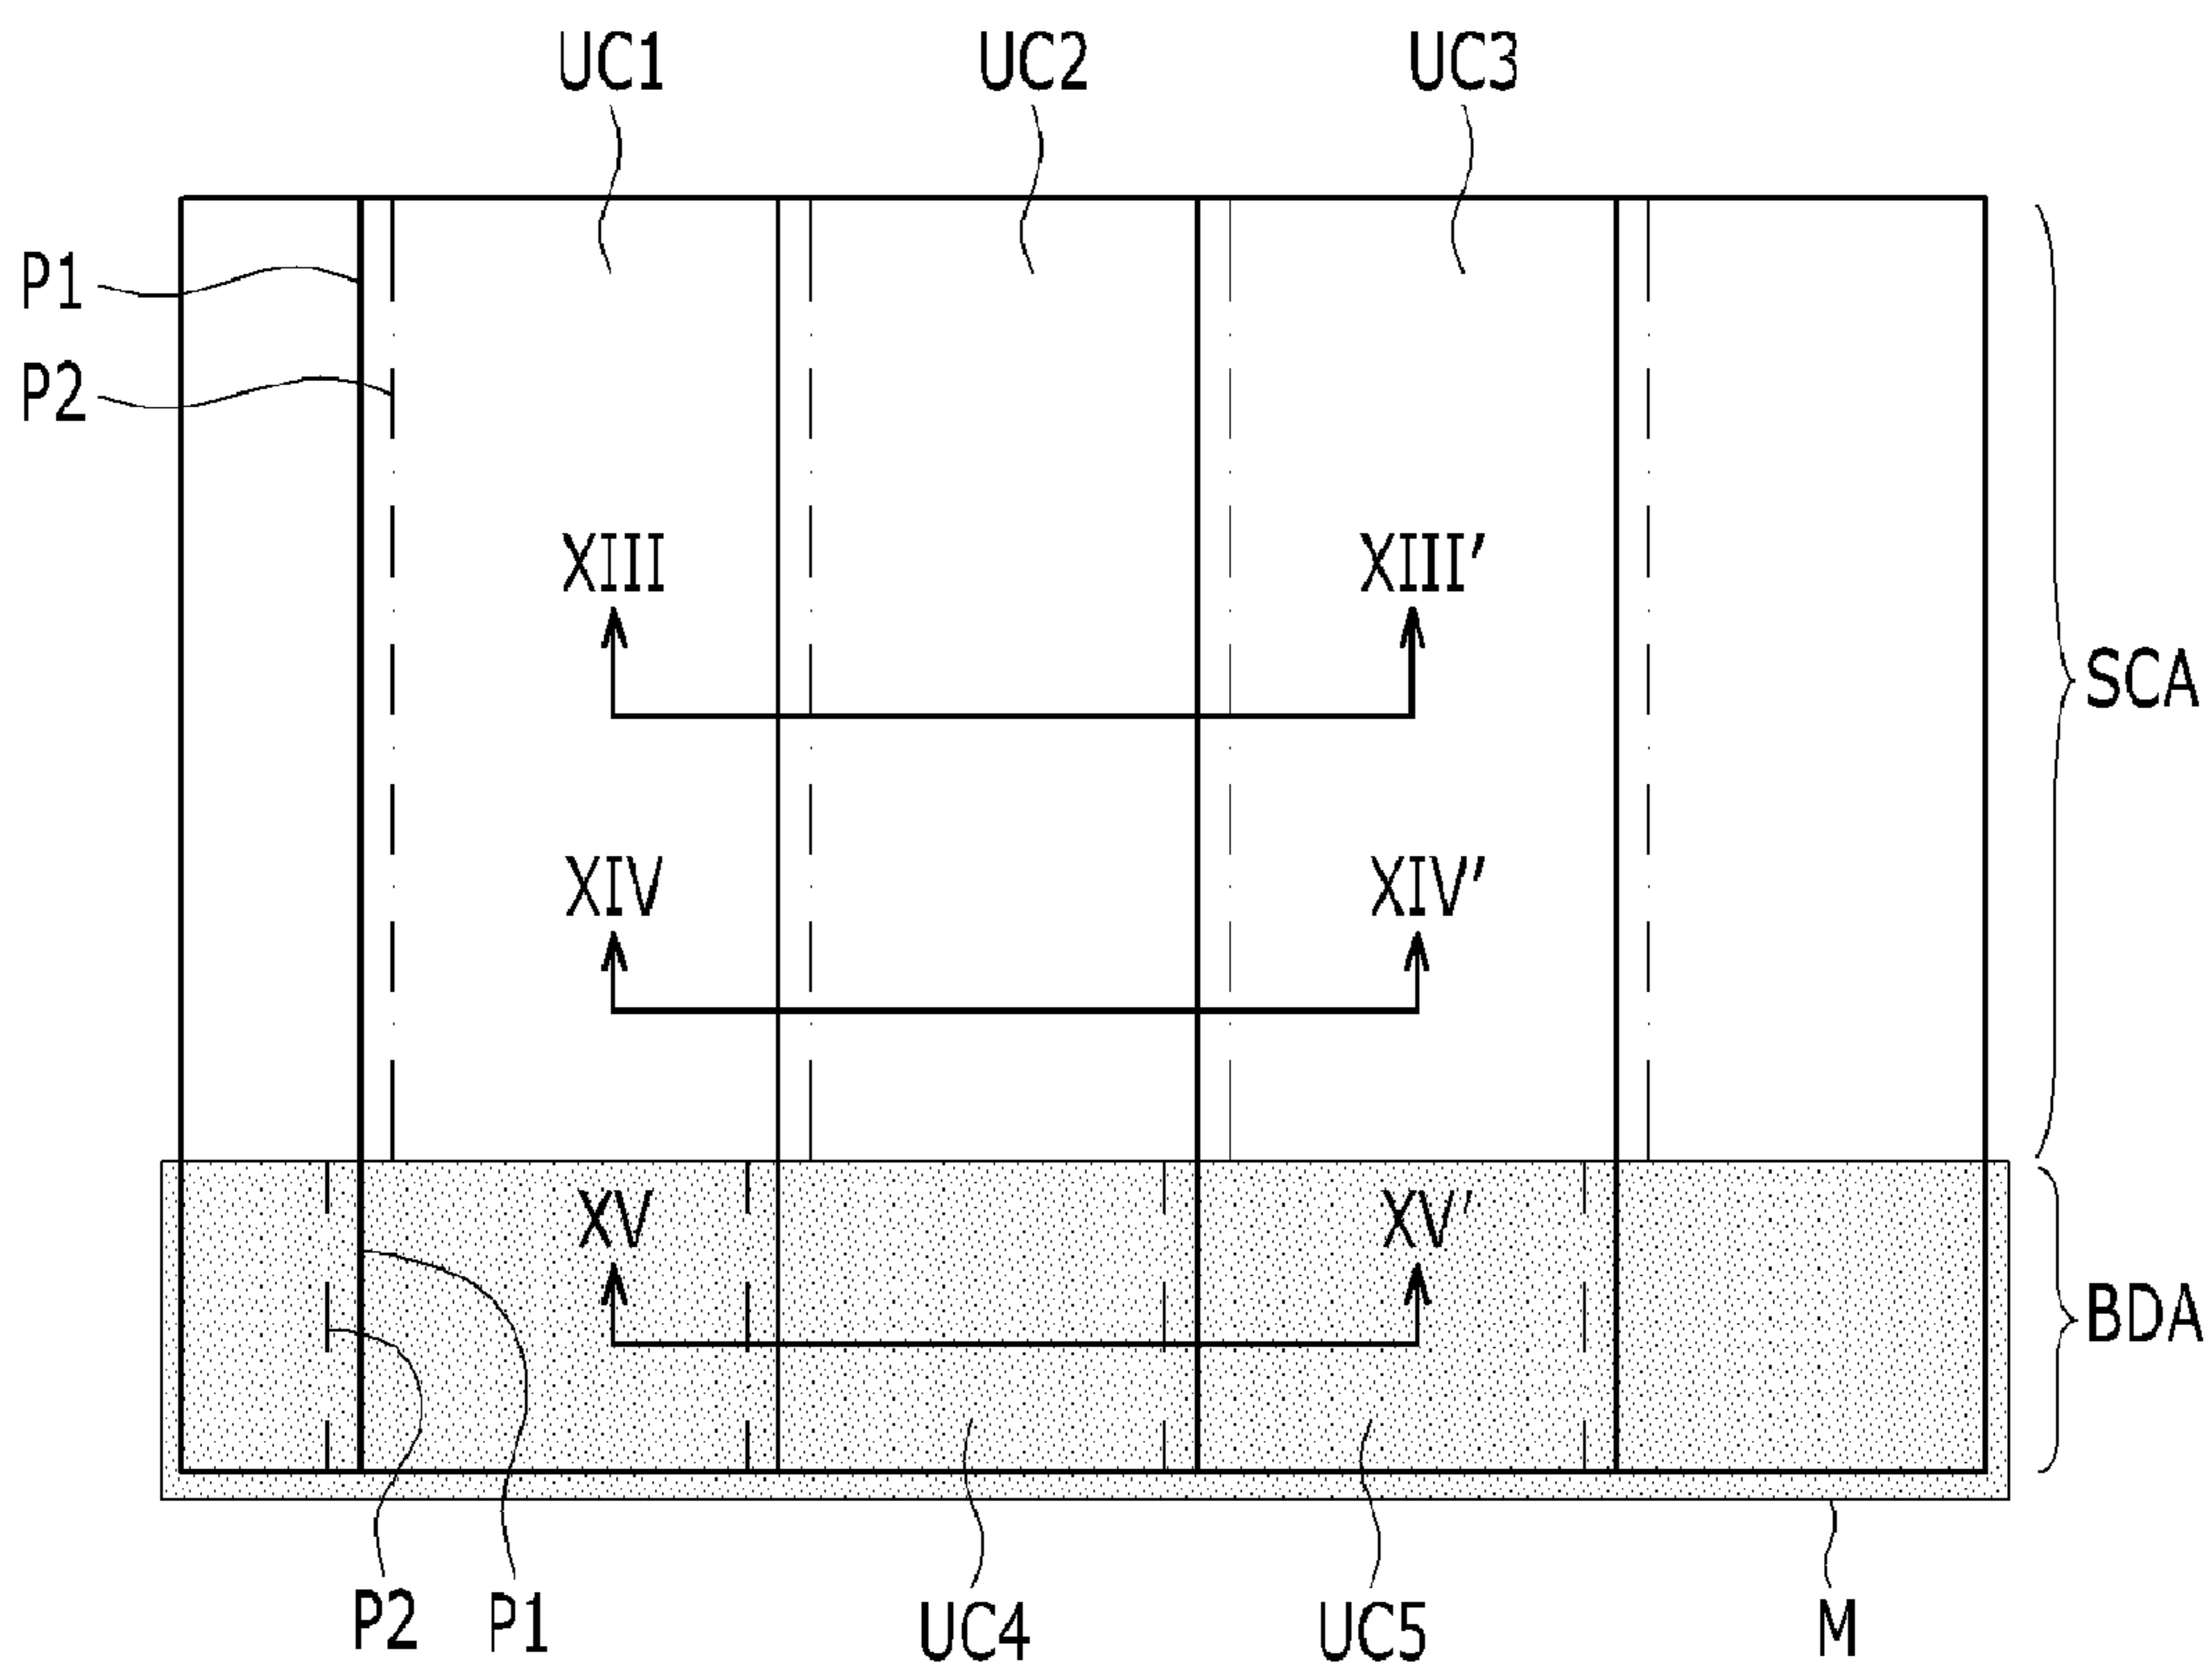 UC1 UC2 UC3
P1
P2
XIII XIII'
SCA
XIV XIV'
XV XV'
BDA
P2 P1 UC4 UC5 M